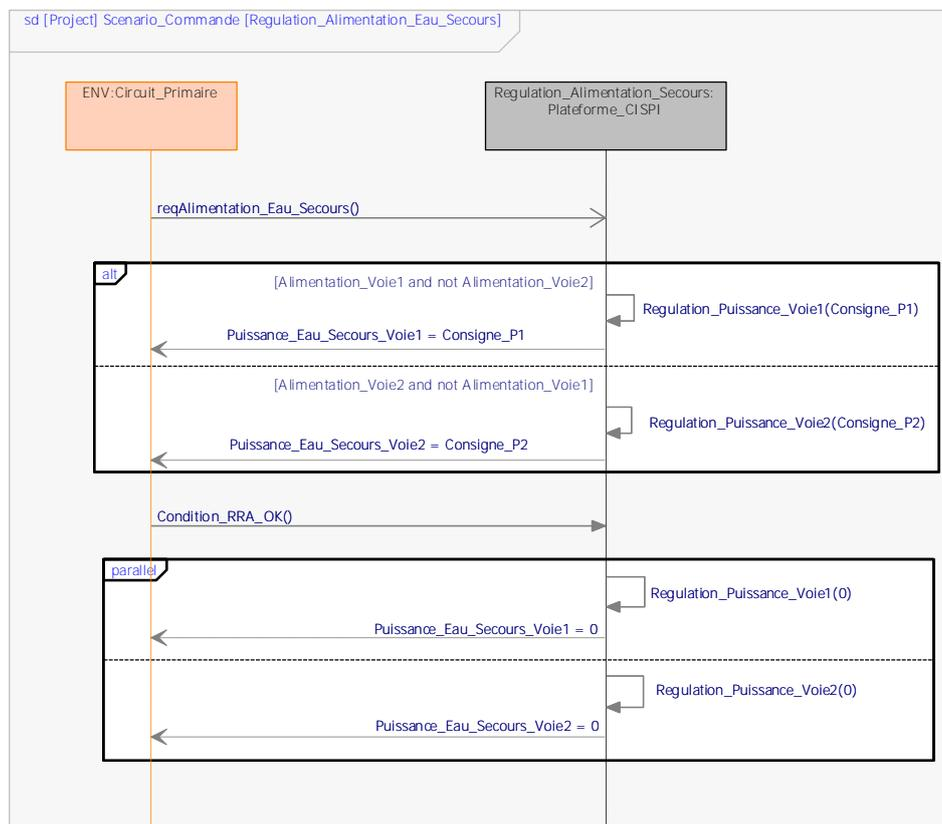 sd [Project] Scenario_Commande [Regulation_Alimentation_Eau_Secours]
ENV:Circuit_Primaire
Regulation_Alimentation_Secours:
Plateforme_CISPI
reqAlimentation_Eau_Secours()
alt
[Alimentation_Voie1 and not Alimentation_Voie2]
Regulation_Puissance_Voie1(Consigne_P1)
Puissance_Eau_Secours_Voie1 = Consigne_P1
[Alimentation_Voie2 and not Alimentation_Voie1]
Regulation_Puissance_Voie2(Consigne_P2)
Puissance_Eau_Secours_Voie2 = Consigne_P2
Condition_RRA_OK()
parallel
Regulation_Puissance_Voie1(0)
Puissance_Eau_Secours_Voie1 = 0
Regulation_Puissance_Voie2(0)
Puissance_Eau_Secours_Voie2 = 0